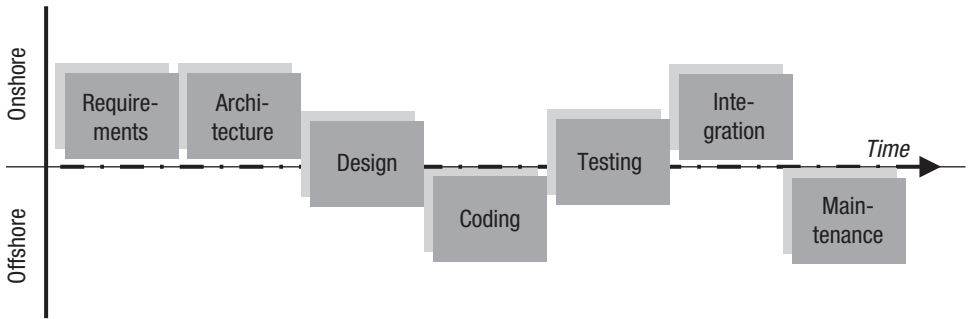 Onshore
Offshore
Require-
ments
Archi-
tecture
Design
Coding
Testing
Inte-
gration
Main-
tenance
Time